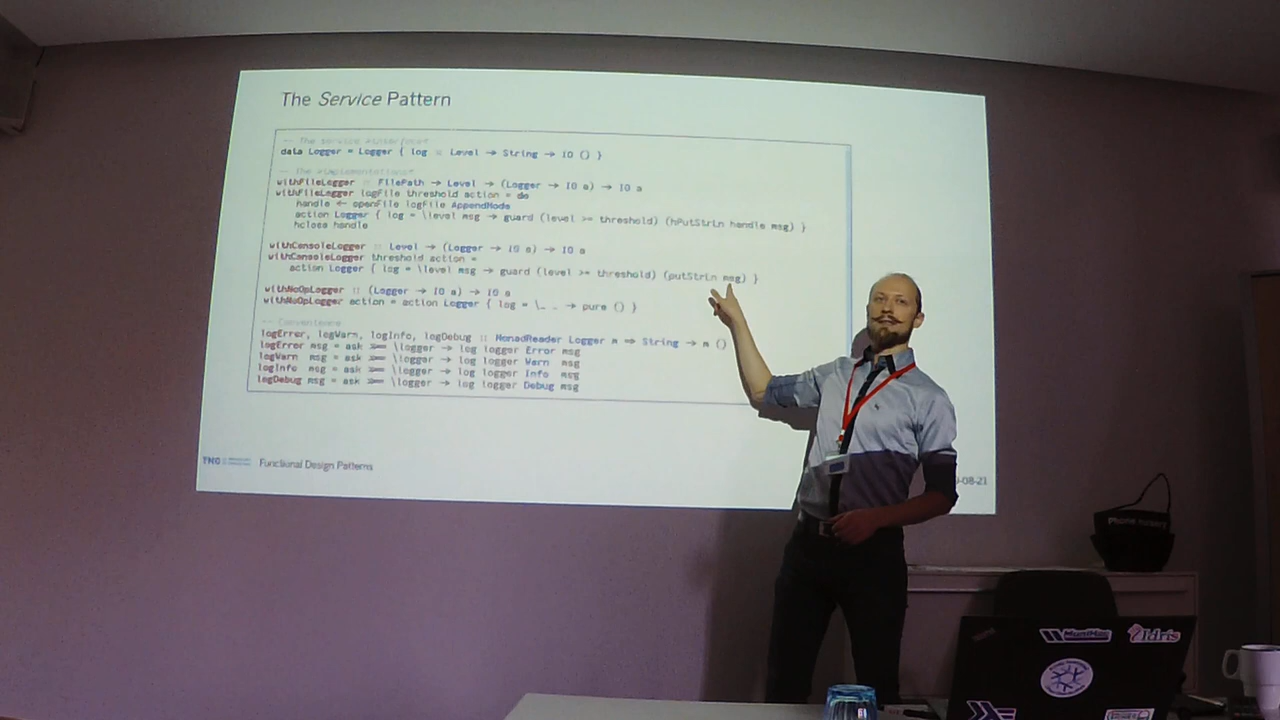 The Service Pattern
-- The service *interface*
data Logger = Logger { log :: Level → String → IO () }
-- The *implementations*
withFileLogger :: FilePath → Level → (Logger → IO a) → IO a
withFileLogger logFile threshold action = do
handle ← openFile logFile AppendMode
action Logger { log = \level msg → guard (level >= threshold) (hPutStrLn handle msg) }
hClose handle
withConsoleLogger :: Level → (Logger → IO a) → IO a
withConsoleLogger threshold action =
action Logger { log = \level msg → guard (level >= threshold) (putStrLn msg) }
withNoOpLogger :: (Logger → IO a) → IO a
withNoOpLogger action = action Logger { log = \_ _ → pure () }
-- Convenience
logError, logWarn, logInfo, logDebug :: MonadReader Logger m ⇒ String → m ()
logError msg = ask >>= \logger → log logger Error msg
logWarn msg = ask >>= \logger → log logger Warn msg
logInfo msg = ask >>= \logger → log logger Info msg
logDebug msg = ask >>= \logger → log logger Debug msg
TNG
Functional Design Patterns
-08-21
Idris